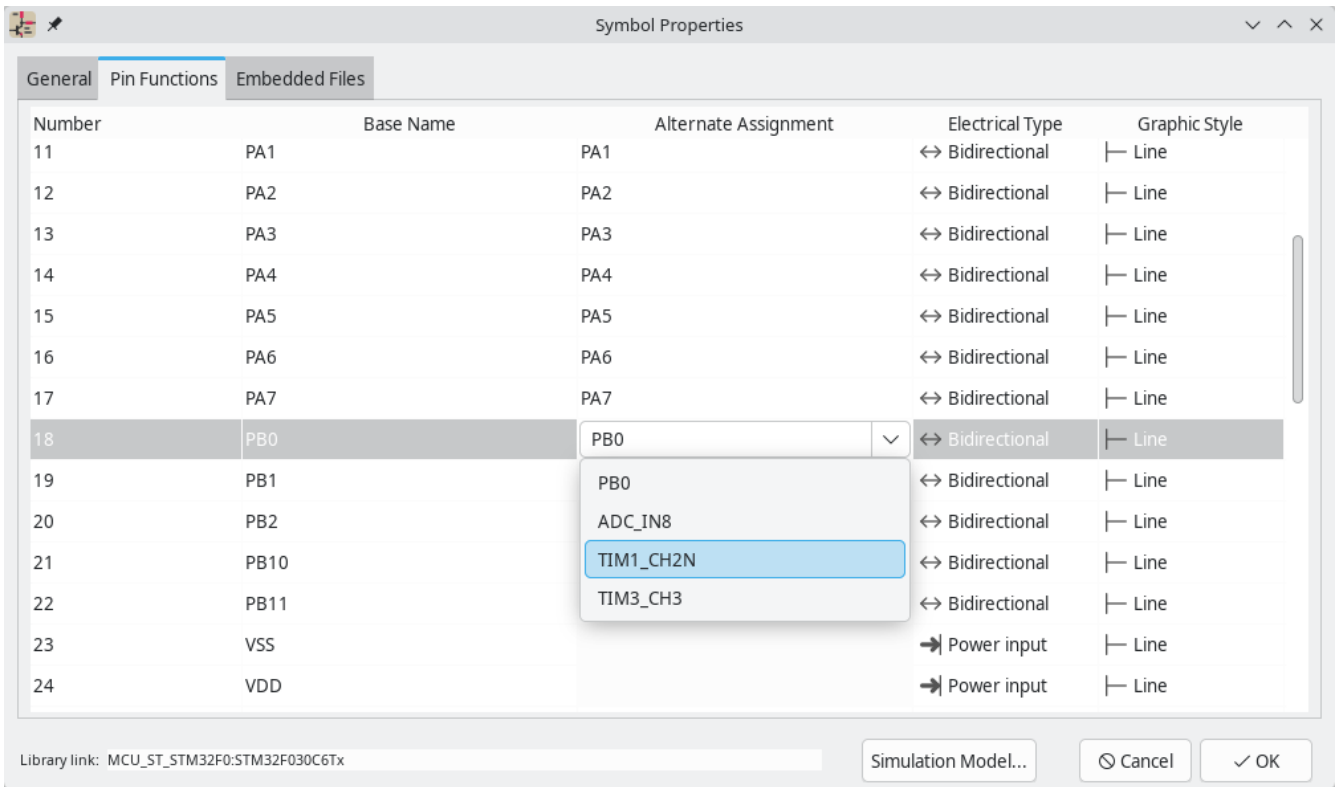 Symbol Properties
General Pin Functions Embedded Files
Number Base Name Alternate Assignment Electrical Type Graphic Style
11 PA1 PA1 Bidirectional Line
12 PA2 PA2 Bidirectional Line
13 PA3 PA3 Bidirectional Line
14 PA4 PA4 Bidirectional Line
15 PA5 PA5 Bidirectional Line
16 PA6 PA6 Bidirectional Line
17 PA7 PA7 Bidirectional Line
18 PB0 PB0 Bidirectional Line
19 PB1 PB0 Bidirectional Line
20 PB2 ADC_IN8 Bidirectional Line
21 PB10 TIM1_CH2N Bidirectional Line
22 PB11 TIM3_CH3 Bidirectional Line
23 VSS Power input Line
24 VDD Power input Line
Library link: MCU_ST_STM32F0:STM32F030C6Tx Simulation Model... Cancel OK